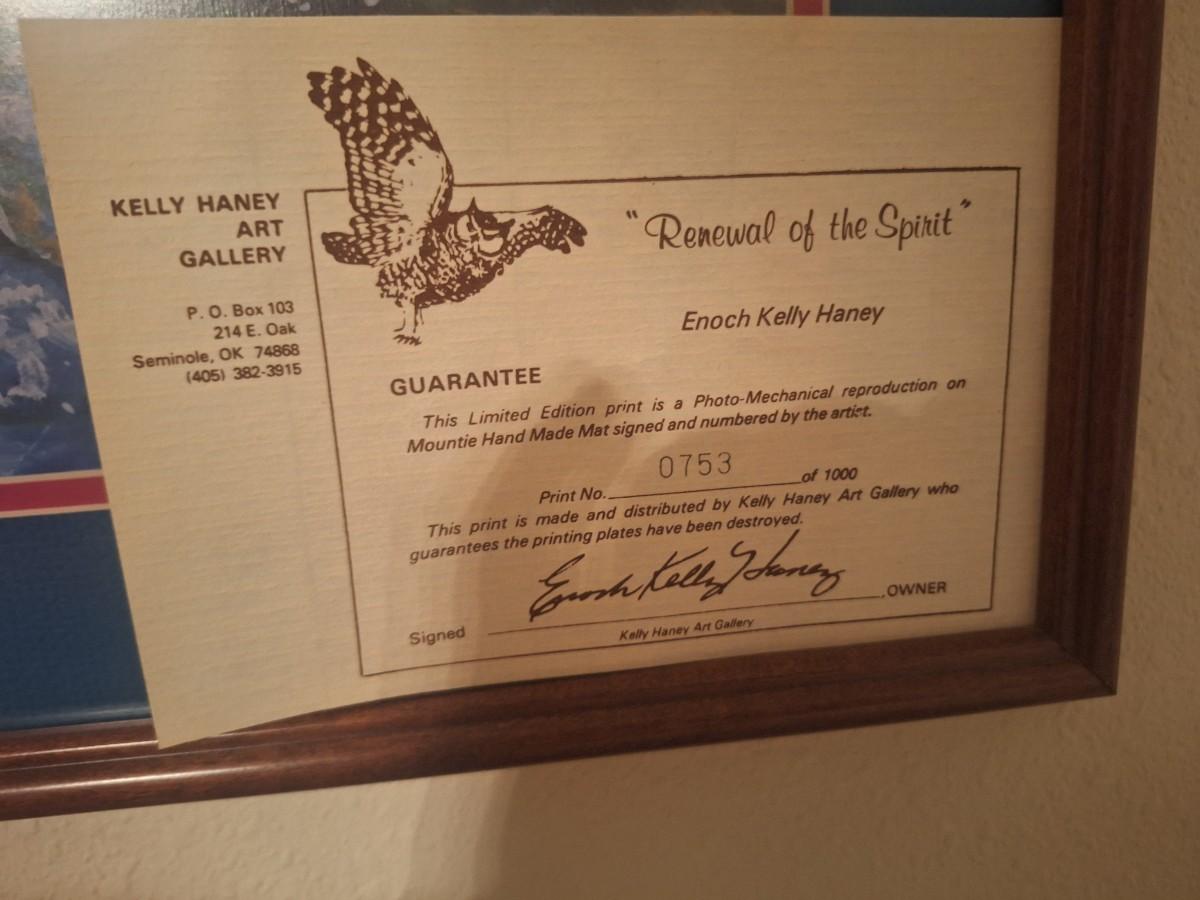 KELLY HANEY
ART
GALLERY
P. O. Box 103
214 E. Oak
Seminole, OK 74868
(405) 382-3915
"Renewal of the Spirit"
Enoch Kelly Haney
GUARANTEE
This Limited Edition print is a Photo-Mechanical reproduction on
Mountie Hand Made Mat signed and numbered by the artist.
Print No. 0753 of 1000
This print is made and distributed by Kelly Haney Art Gallery who
guarantees the printing plates have been destroyed.
Signed Enoch Kelly Haney, OWNER
Kelly Haney Art Gallery